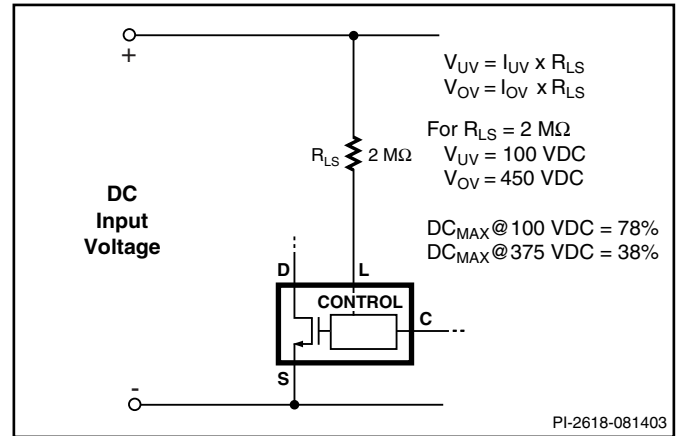 +
V_UV = I_UV x R_LS
V_OV = I_OV x R_LS
For R_LS = 2 MΩ
V_UV = 100 VDC
V_OV = 450 VDC
DC_MAX@100 VDC = 78%
DC_MAX@375 VDC = 38%
R_LS 2 MΩ
DC
Input
Voltage
D L
CONTROL
C
S
-
PI-2618-081403